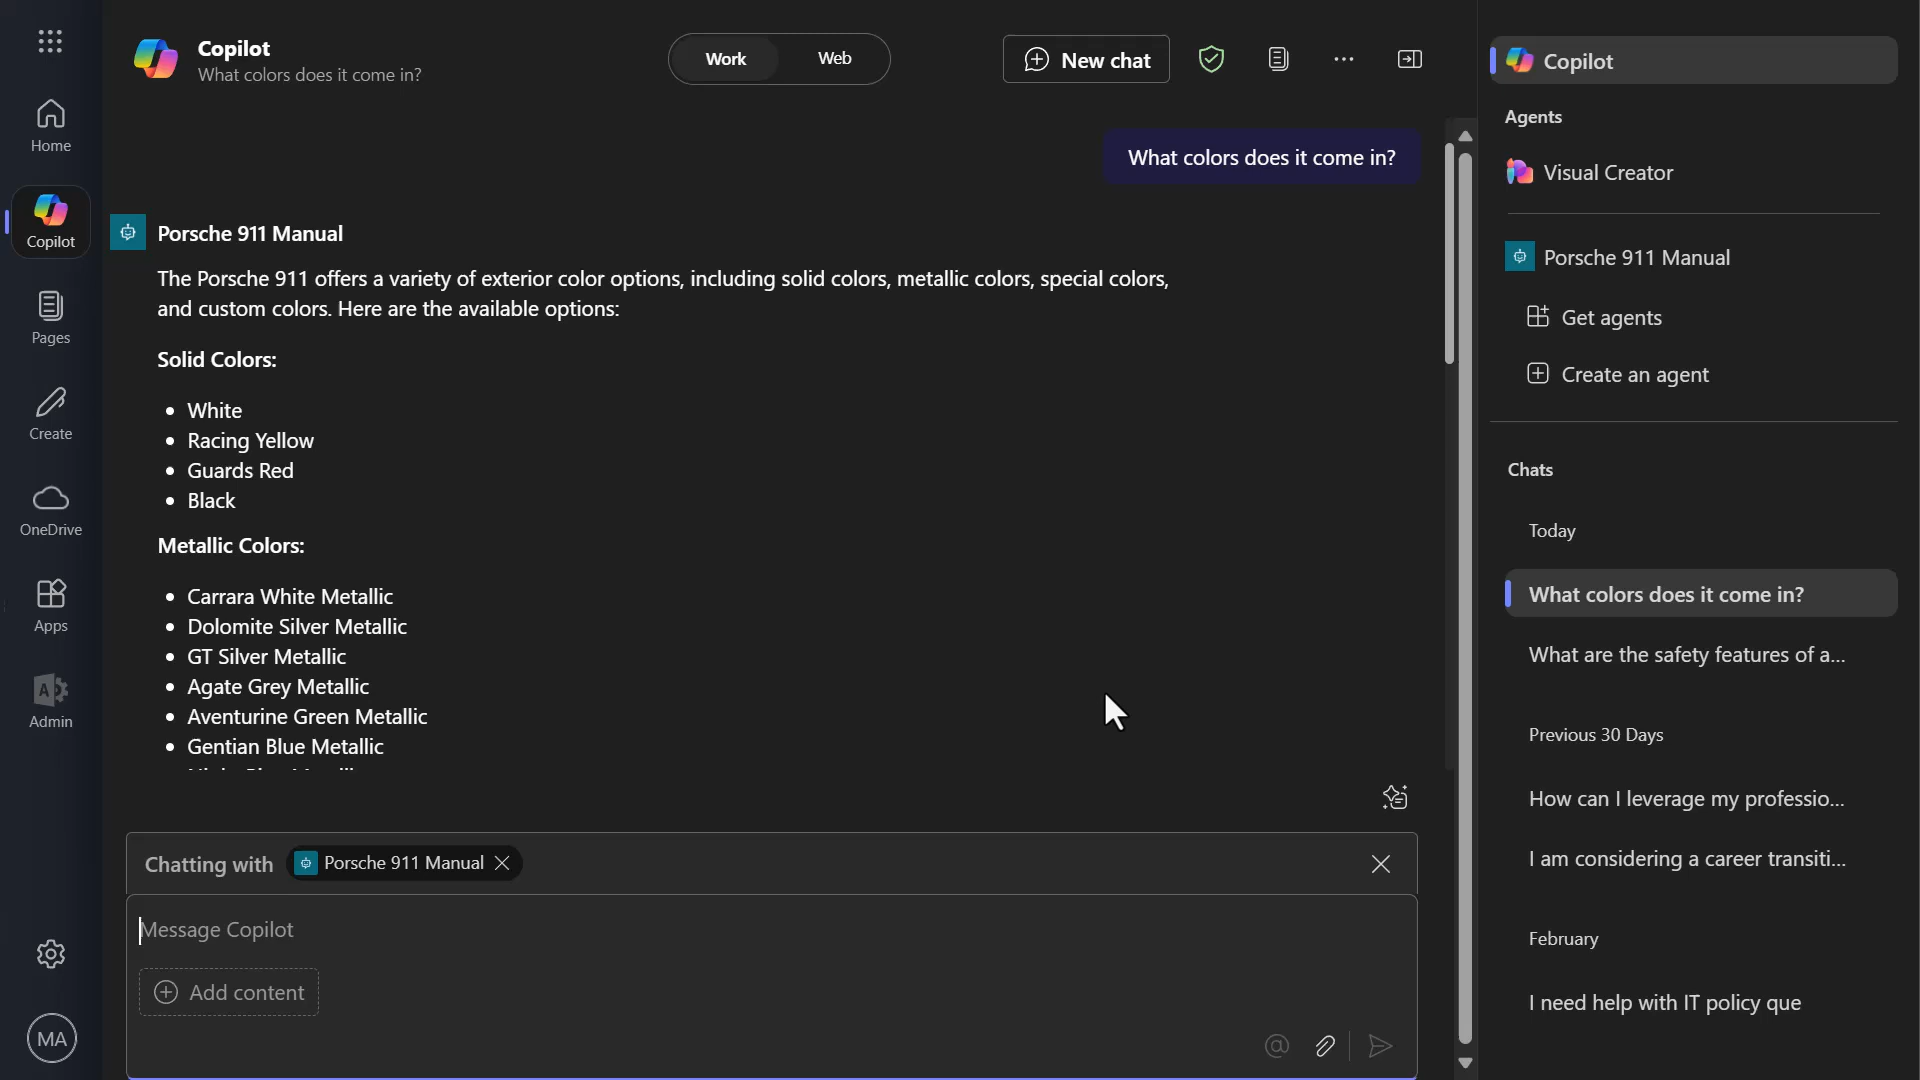 Copilot
What colors does it come in?
Work
Web
New chat
Home
Copilot
Pages
Create
OneDrive
Apps
Admin
MA
What colors does it come in?
Porsche 911 Manual
The Porsche 911 offers a variety of exterior color options, including solid colors, metallic colors, special colors,
and custom colors. Here are the available options:
Solid Colors:
• White
• Racing Yellow
• Guards Red
• Black
Metallic Colors:
• Carrara White Metallic
• Dolomite Silver Metallic
• GT Silver Metallic
• Agate Grey Metallic
• Aventurine Green Metallic
• Gentian Blue Metallic
Chatting with Porsche 911 Manual
Message Copilot
Add content
Copilot
Agents
Visual Creator
Porsche 911 Manual
Get agents
Create an agent
Chats
Today
What colors does it come in?
What are the safety features of a...
Previous 30 Days
How can I leverage my professio...
I am considering a career transiti...
February
I need help with IT policy que